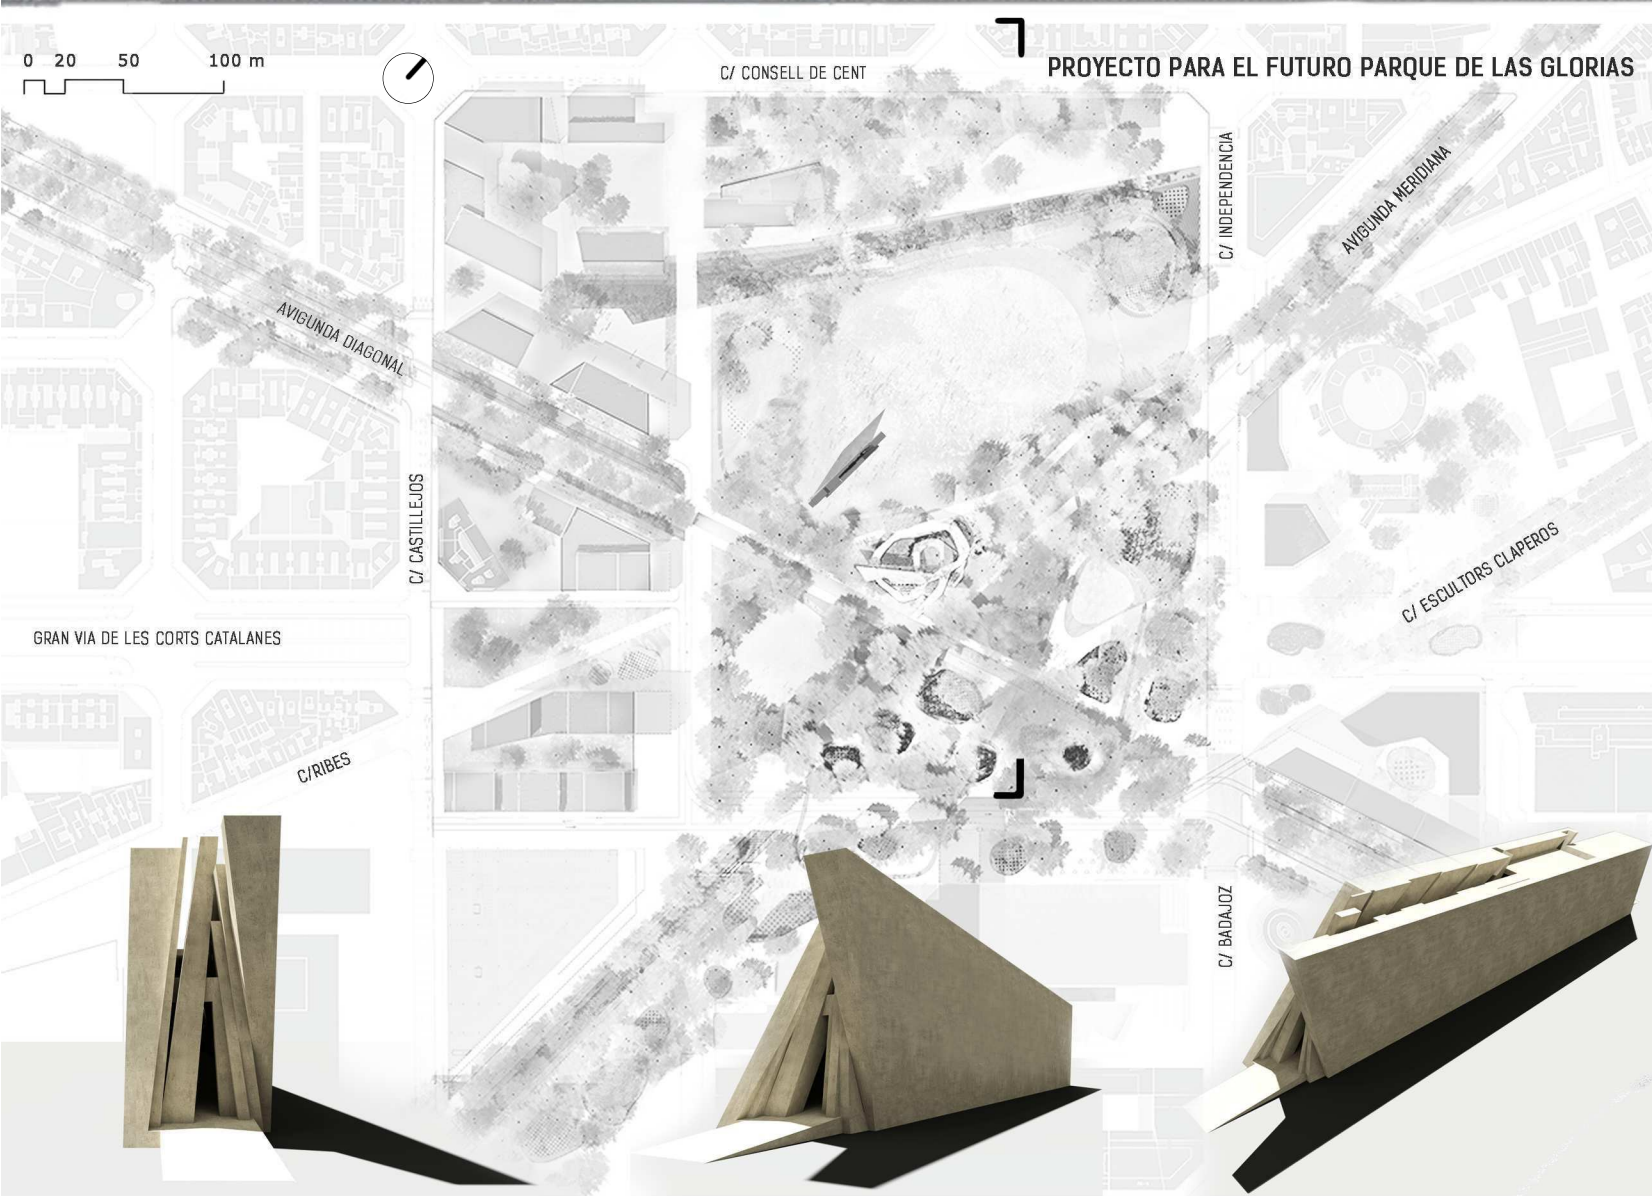 0 20 50 100 m
C/ CONSELL DE CENT
PROYECTO PARA EL FUTURO PARQUE DE LAS GLORIAS
C/ INDEPENDENCIA
AVIGUNDA MERIDIANA
AVIGUNDA DIAGONAL
C/ CASTILLEJOS
C/ ESCULTORS CLAPEROS
GRAN VIA DE LES CORTS CATALANES
C/RIBES
C/ BADAJOZ